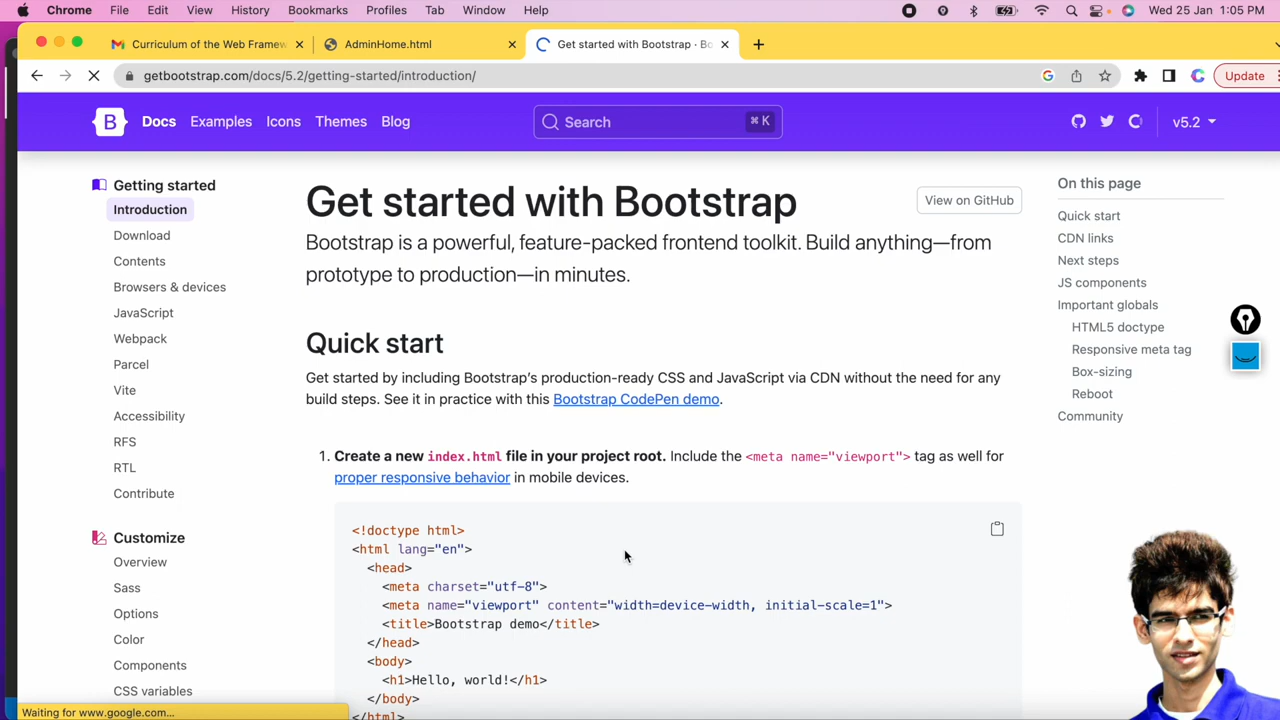 Chrome File Edit View History Bookmarks Profiles Tab Window Help Wed 25 Jan 1:05 PM
Curriculum of the Web Framew AdminHome.html Get started with Bootstrap · Bo
getbootstrap.com/docs/5.2/getting-started/introduction/ Update
B Docs Examples Icons Themes Blog Search ⌘ K v5.2
Getting started
Introduction
Download
Contents
Browsers & devices
JavaScript
Webpack
Parcel
Vite
Accessibility
RFS
RTL
Contribute
Customize
Overview
Sass
Options
Color
Components
CSS variables
Get started with Bootstrap
View on GitHub
Bootstrap is a powerful, feature-packed frontend toolkit. Build anything—from
prototype to production—in minutes.
Quick start
Get started by including Bootstrap's production-ready CSS and JavaScript via CDN without the need for any
build steps. See it in practice with this Bootstrap CodePen demo.
1. Create a new index.html file in your project root. Include the <meta name="viewport"> tag as well for
proper responsive behavior in mobile devices.
<!doctype html>
<html lang="en">
<head>
<meta charset="utf-8">
<meta name="viewport" content="width=device-width, initial-scale=1">
<title>Bootstrap demo</title>
</head>
<body>
<h1>Hello, world!</h1>
</body>
</html>
On this page
Quick start
CDN links
Next steps
JS components
Important globals
HTML5 doctype
Responsive meta tag
Box-sizing
Reboot
Community
Waiting for www.google.com...